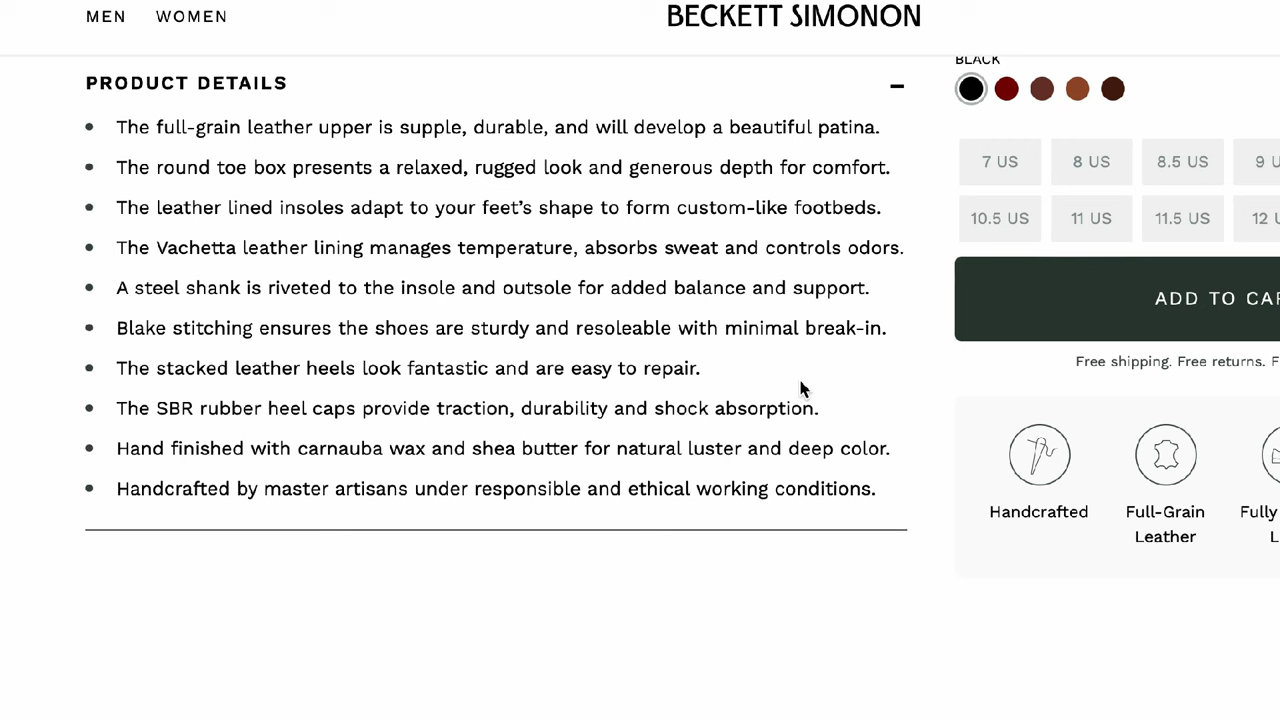 MEN WOMEN
BECKETT SIMONON
PRODUCT DETAILS
The full-grain leather upper is supple, durable, and will develop a beautiful patina.
The round toe box presents a relaxed, rugged look and generous depth for comfort.
The leather lined insoles adapt to your feet’s shape to form custom-like footbeds.
The Vachetta leather lining manages temperature, absorbs sweat and controls odors.
A steel shank is riveted to the insole and outsole for added balance and support.
Blake stitching ensures the shoes are sturdy and resoleable with minimal break-in.
The stacked leather heels look fantastic and are easy to repair.
The SBR rubber heel caps provide traction, durability and shock absorption.
Hand finished with carnauba wax and shea butter for natural luster and deep color.
Handcrafted by master artisans under responsible and ethical working conditions.
BLACK
7 US 8 US 8.5 US 9
10.5 US 11 US 11.5 US 12
ADD TO
Free shipping. Free returns.
Handcrafted
Full-Grain
Leather
Fully